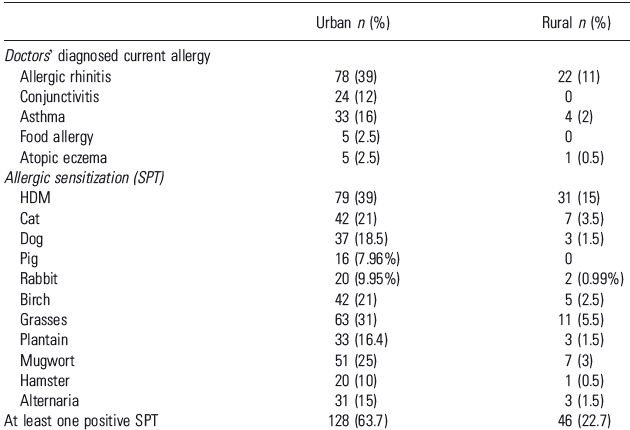 Urban n (%) Rural n (%)
Doctors' diagnosed current allergy
Allergic rhinitis 78 (39) 22 (11)
Conjunctivitis 24 (12) 0
Asthma 33 (16) 4 (2)
Food allergy 5 (2.5) 0
Atopic eczema 5 (2.5) 1 (0.5)
Allergic sensitization (SPT)
HDM 79 (39) 31 (15)
Cat 42 (21) 7 (3.5)
Dog 37 (18.5) 3 (1.5)
Pig 16 (7.96%) 0
Rabbit 20 (9.95%) 2 (0.99%)
Birch 42 (21) 5 (2.5)
Grasses 63 (31) 11 (5.5)
Plantain 33 (16.4) 3 (1.5)
Mugwort 51 (25) 7 (3)
Hamster 20 (10) 1 (0.5)
Alternaria 31 (15) 3 (1.5)
At least one positive SPT 128 (63.7) 46 (22.7)